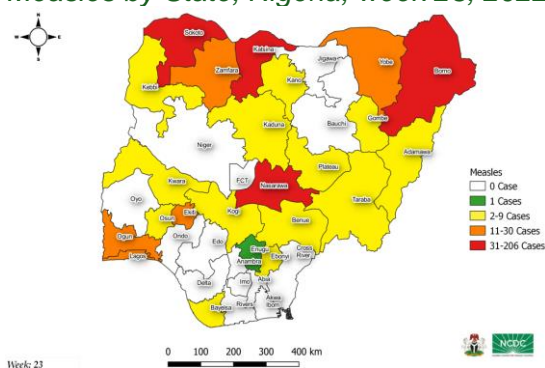 Measles by State, Nigeria, Week 23, 2022
Sokoto
Katsina
Jigawa
Yobe
Borno
Zamfara
Kebbi
Kano
Kaduna
Bauchi
Gombe
Adamawa
Niger
Plateau
FCT
Nasarawa
Kwara
Taraba
Oyo
Kogi
Benue
Osun
Ekiti
Ogun
Ondo
Edo
Enugu
Ebonyi
Cross
River
Lagos
Anambra
Delta
Imo
Abia
Bayelsa
Rivers
Akwa
Ibom
Measles
0 Case
1 Cases
2-9 Cases
11-30 Cases
31-206 Cases
0 100 200 300 400 km
NCDC
Week: 23